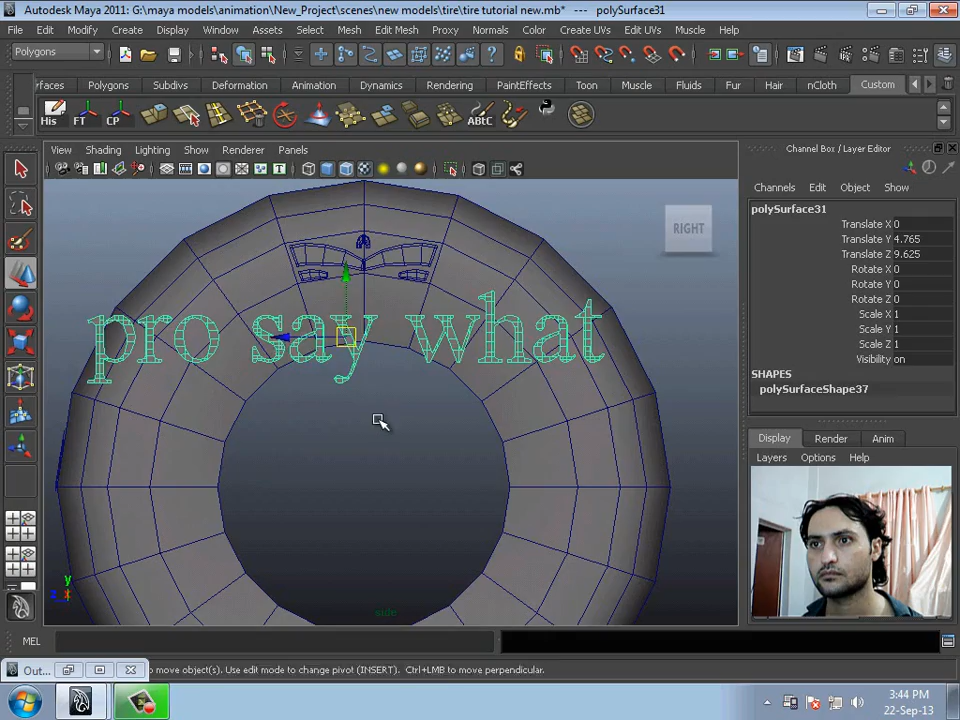 Autodesk Maya 2011: G:\maya models\animation\New_Project\scenes\new models\tire\tire tutorial new.mb* --- polySurface31
File Edit Modify Create Display Window Assets Select Mesh Edit Mesh Proxy Normals Color Create UVs Edit UVs Muscle Help
Polygons
rfaces Polygons Subdivs Deformation Animation Dynamics Rendering PaintEffects Toon Muscle Fluids Fur Hair nCloth Custom
His FT CP ABtC
View Shading Lighting Show Renderer Panels
Channel Box / Layer Editor
Channels Edit Object Show
polySurface31
Translate X 0
Translate Y 4.765
Translate Z 9.625
Rotate X 0
Rotate Y 0
Rotate Z 0
Scale X 1
Scale Y 1
Scale Z 1
Visibility on
SHAPES
polySurfaceShape37
RIGHT
pro say what
Display Render Anim
Layers Options Help
y
z x
side
MEL
Out...
o move object(s). Use edit mode to change pivot (INSERT). Ctrl+LMB to move perpendicular.
3:44 PM
22-Sep-13